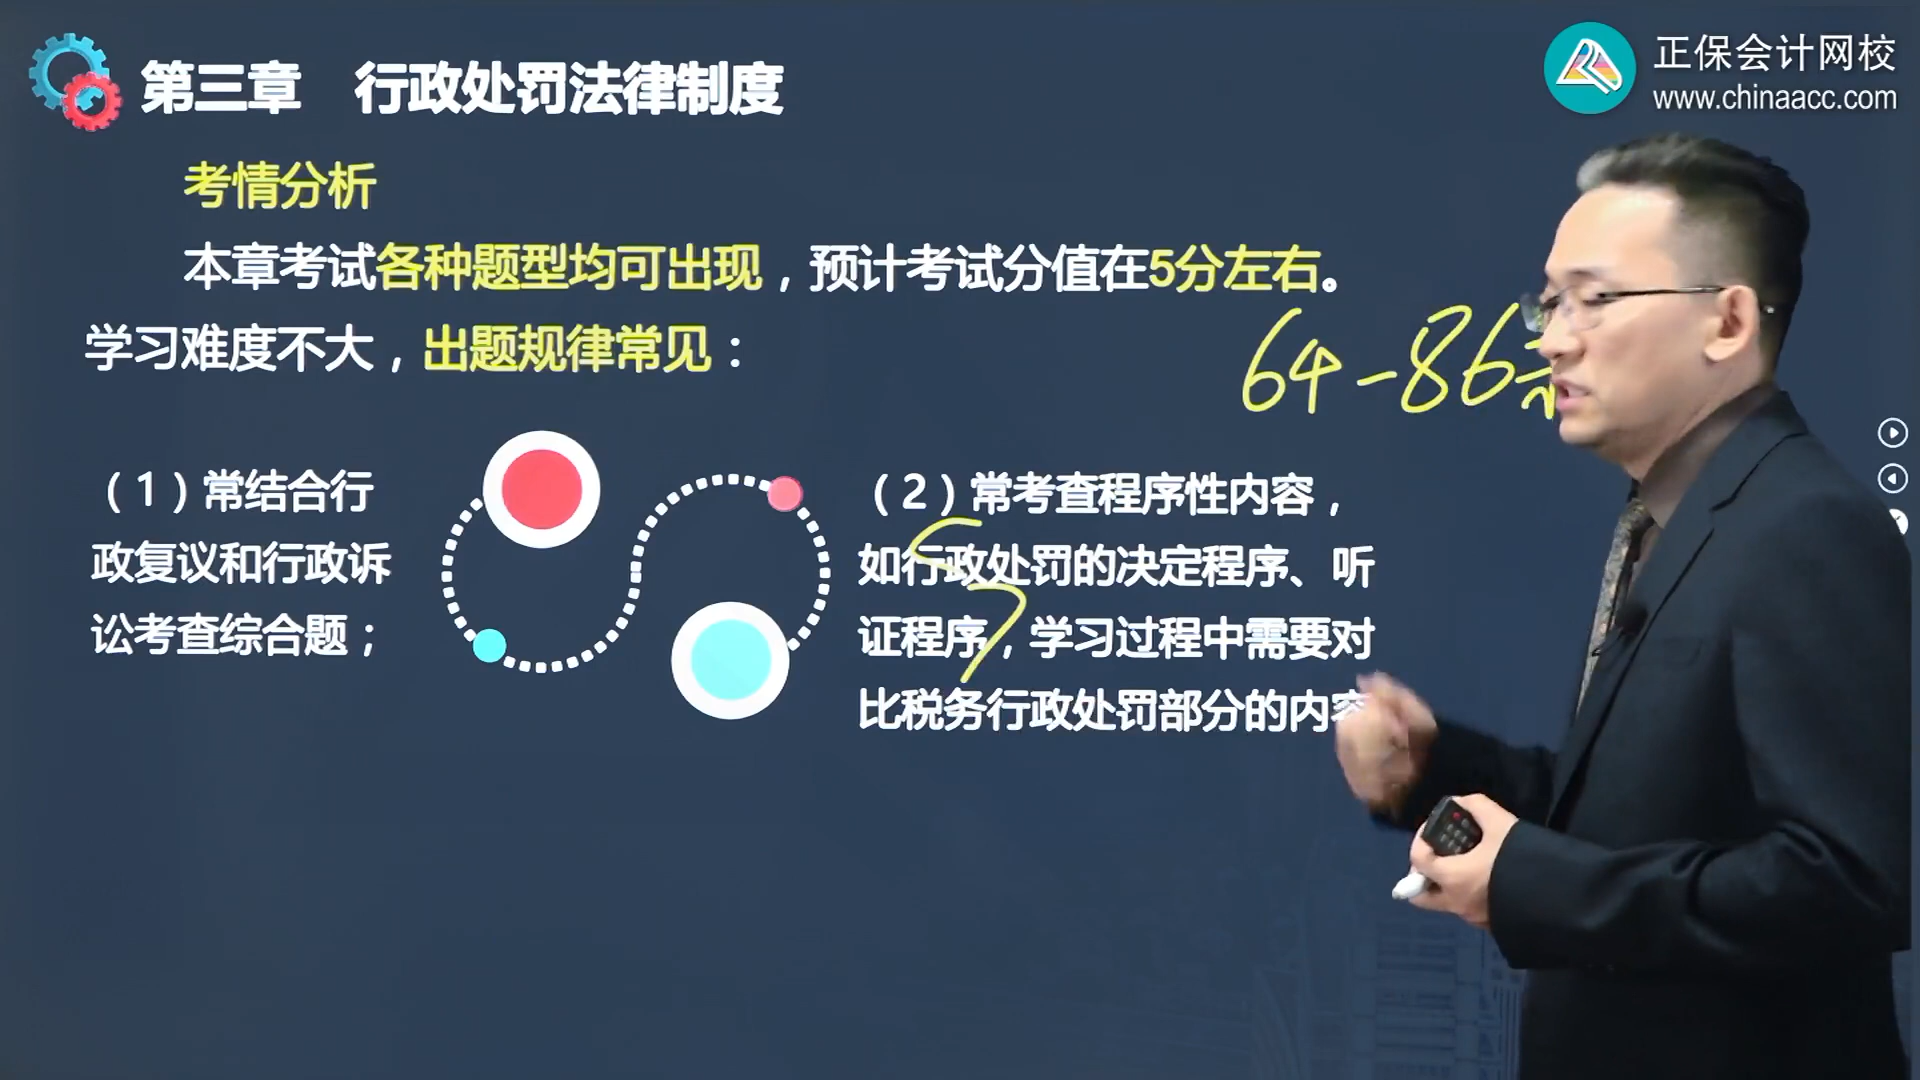 正保会计网校
www.chinaacc.com
第三章 行政处罚法律制度
考情分析
本章考试各种题型均可出现，预计考试分值在5分左右。
学习难度不大，出题规律常见：
64-86
（1）常结合行
政复议和行政诉
讼考查综合题；
（2）常考查程序性内容，
如行政处罚的决定程序、听
证程序，学习过程中需要对
比税务行政处罚部分的内容